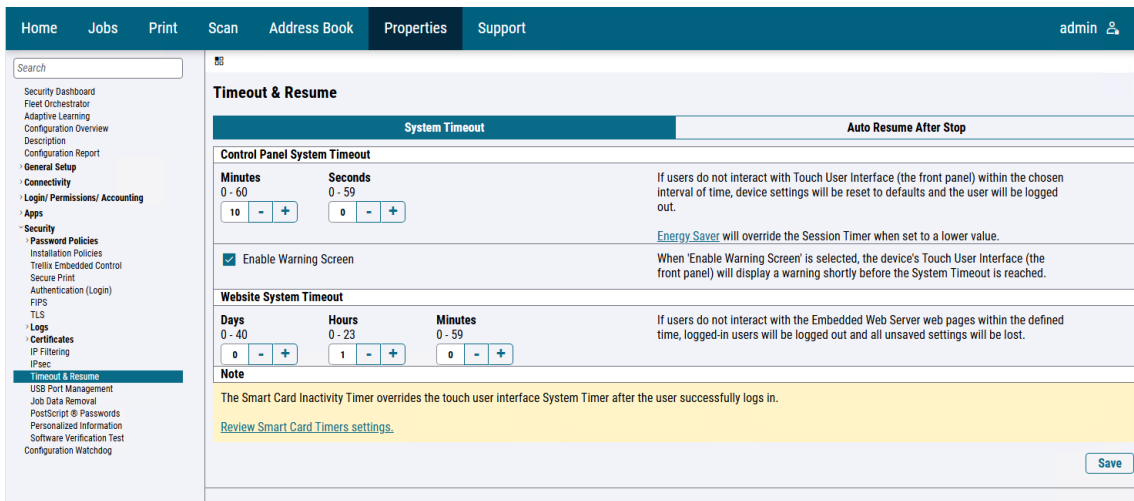 Home Jobs Print Scan Address Book Properties Support admin
Search
Security Dashboard
Fleet Orchestrator
Adaptive Learning
Configuration Overview
Description
Configuration Report
General Setup
Connectivity
Login/ Permissions/ Accounting
Apps
Security
Password Policies
Installation Policies
Trellix Embedded Control
Secure Print
Authentication (Login)
FIPS
TLS
Logs
Certificates
IP Filtering
IPsec
Timeout & Resume
USB Port Management
Job Data Removal
PostScript ® Passwords
Personalized Information
Software Verification Test
Configuration Watchdog
Timeout & Resume
System Timeout Auto Resume After Stop
Control Panel System Timeout
Minutes Seconds
0 - 60 0 - 59
10 - + 0 - +
If users do not interact with Touch User Interface (the front panel) within the chosen
interval of time, device settings will be reset to defaults and the user will be logged
out.
Energy Saver will override the Session Timer when set to a lower value.
Enable Warning Screen
When 'Enable Warning Screen' is selected, the device's Touch User Interface (the
front panel) will display a warning shortly before the System Timeout is reached.
Website System Timeout
Days Hours Minutes
0 - 40 0 - 23 0 - 59
0 - + 1 - + 0 - +
If users do not interact with the Embedded Web Server web pages within the defined
time, logged-in users will be logged out and all unsaved settings will be lost.
Note
The Smart Card Inactivity Timer overrides the touch user interface System Timer after the user successfully logs in.
Review Smart Card Timers settings.
Save